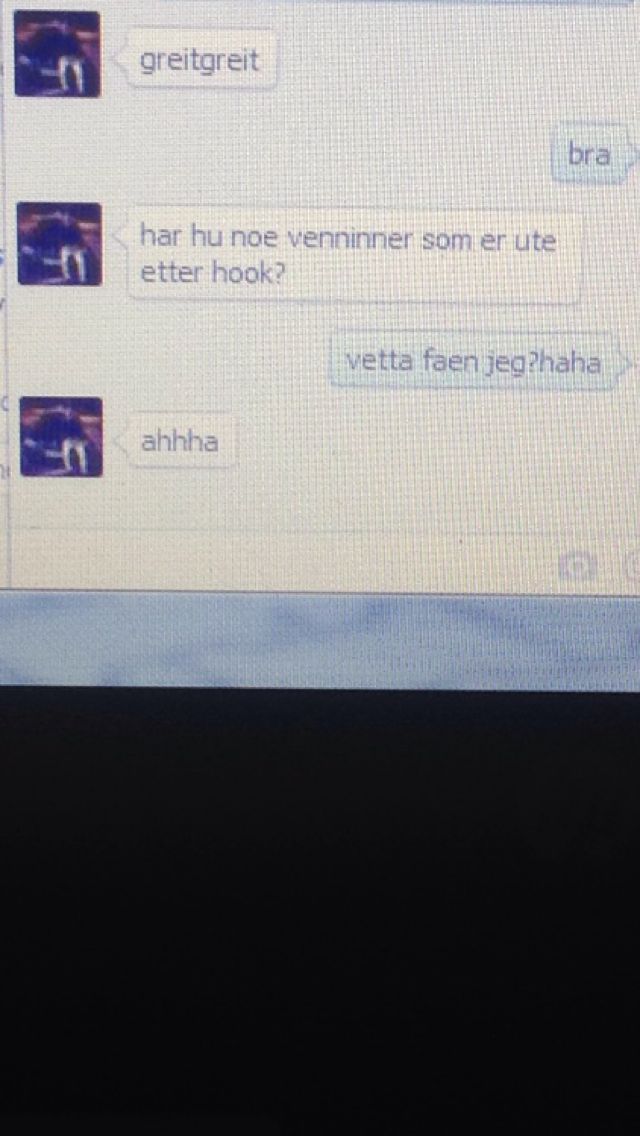 greitgreit
bra
har hu noe venninner som er ute
etter hook?
vetta faen jeg?haha
ahhha